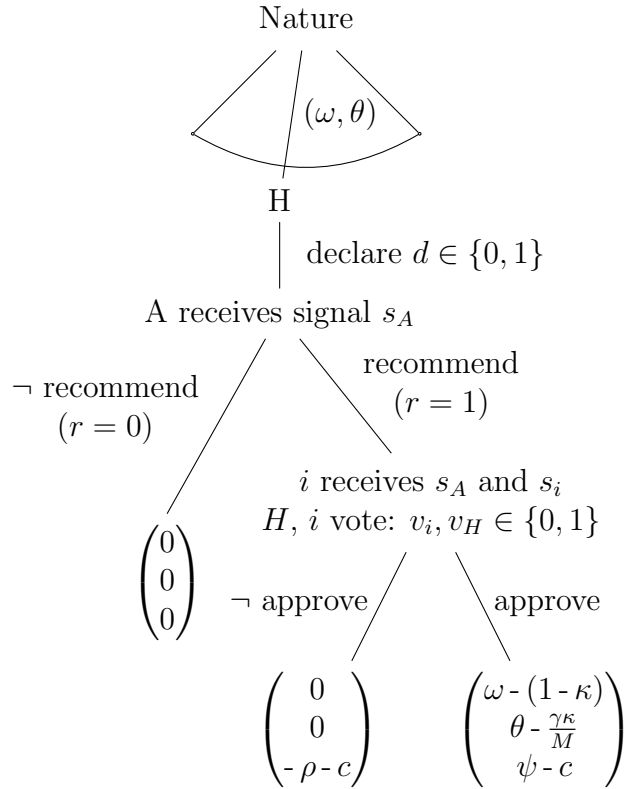 Nature
(ω, θ)
H
declare d ∈ {0, 1}
A receives signal s_A
¬ recommend
(r = 0)
recommend
(r = 1)
i receives s_A and s_i
H, i vote: v_i, v_H ∈ {0, 1}
0
0
0
¬ approve
approve
0
0
- ρ - c
ω - (1 - κ)
θ - γκ/M
ψ - c